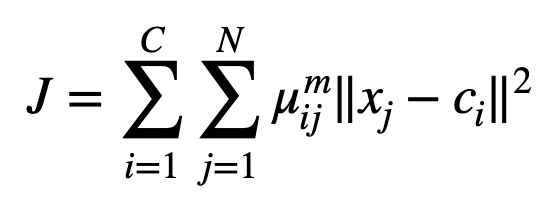 J = \sum_{i=1}^{C} \sum_{j=1}^{N} \mu_{ij}^{m} \|x_j - c_i\|^2